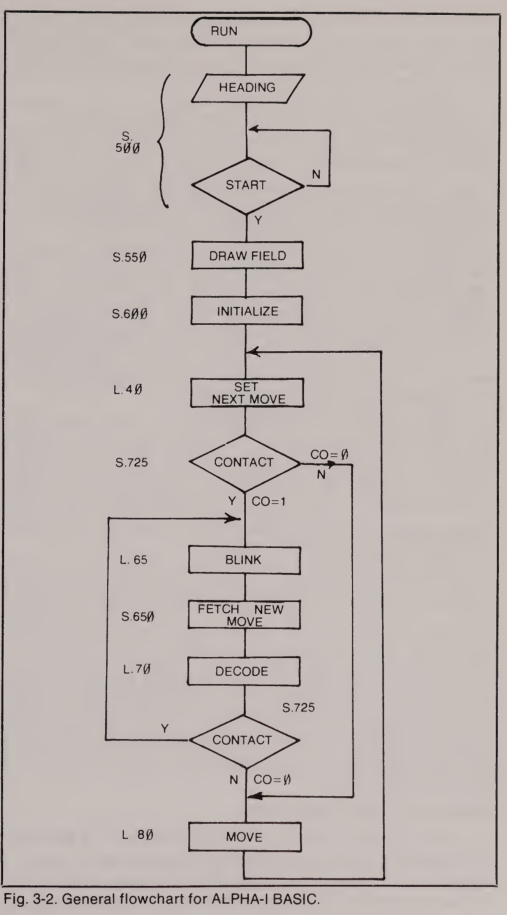 RUN
HEADING
S.
5ØØ
START
N
Y
S.55Ø
DRAW FIELD
S.6ØØ
INITIALIZE
L.4Ø
SET
NEXT MOVE
S.725
CONTACT
CO=Ø
N
Y CO=1
L.65
BLINK
S.65Ø
FETCH NEW
MOVE
L.7Ø
DECODE
S.725
Y
CONTACT
N CO=Ø
L 8Ø
MOVE
Fig. 3-2. General flowchart for ALPHA-I BASIC.